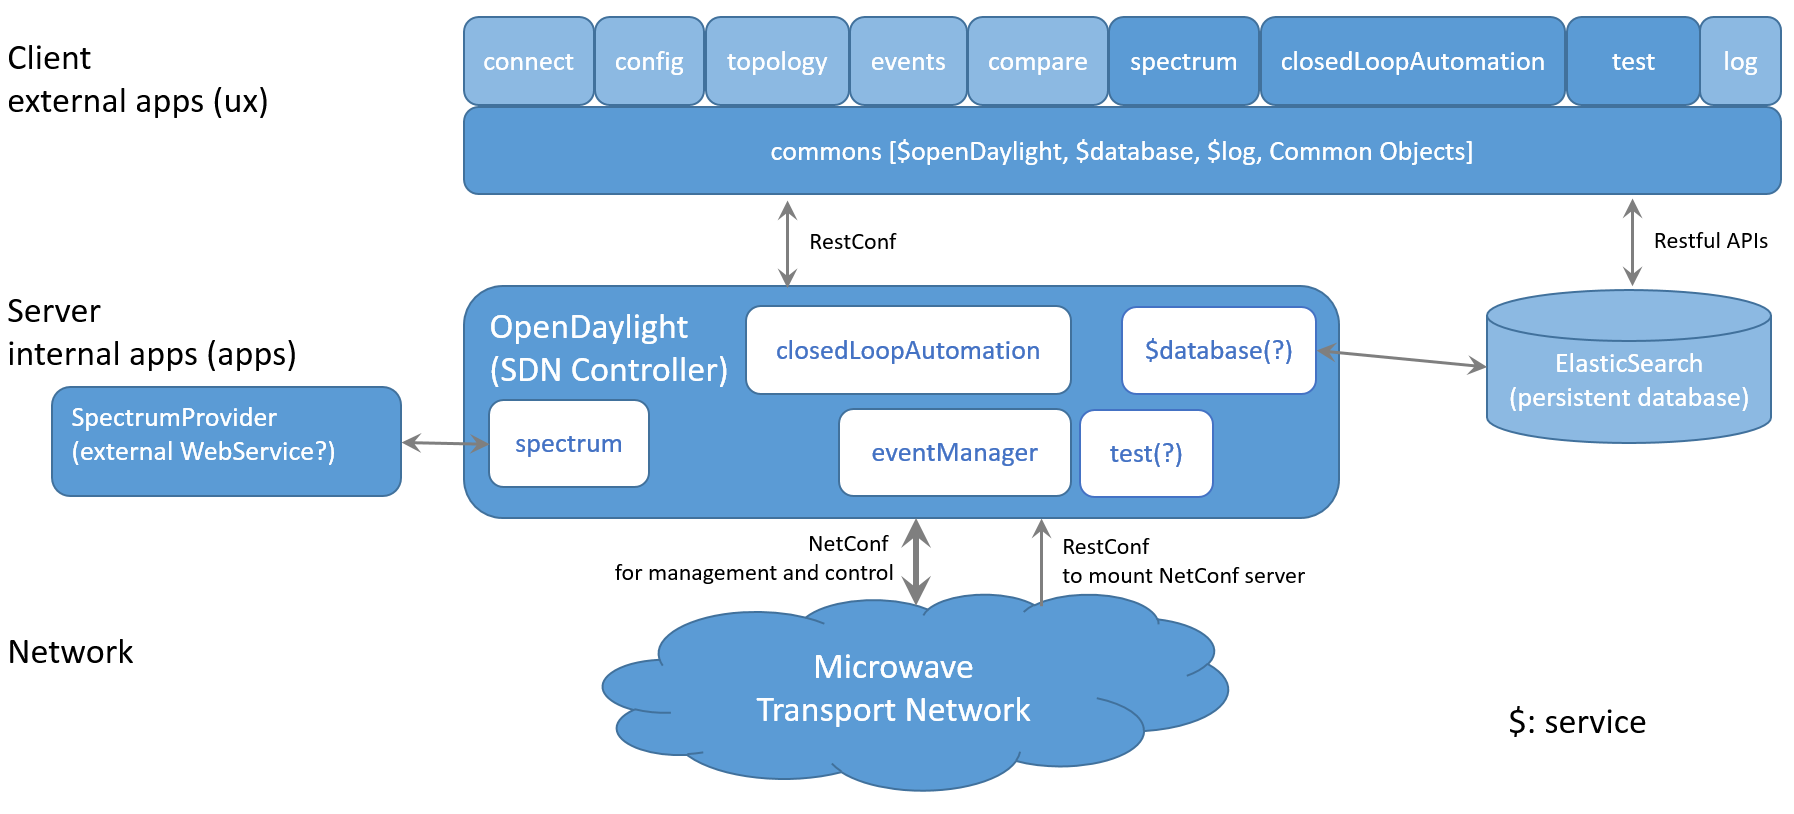 Client
external apps (ux)
connect
config
topology
events
compare
spectrum
closedLoopAutomation
test
log
commons [$openDaylight, $database, $log, Common Objects]
RestConf
Restful APIs
Server
internal apps (apps)
OpenDaylight
(SDN Controller)
closedLoopAutomation
$database(?)
ElasticSearch
(persistent database)
SpectrumProvider
(external WebService?)
spectrum
eventManager
test(?)
NetConf
for management and control
RestConf
to mount NetConf server
Network
Microwave
Transport Network
$: service